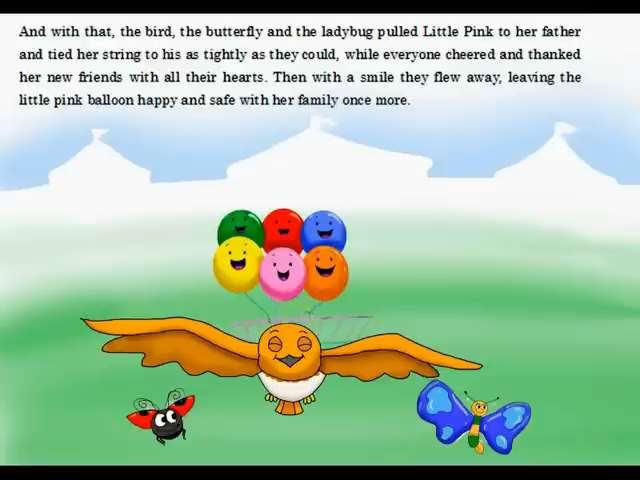 And with that, the bird, the butterfly and the ladybug pulled Little Pink to her father
and tied her string to his as tightly as they could, while everyone cheered and thanked
her new friends with all their hearts. Then with a smile they flew away, leaving the
little pink balloon happy and safe with her family once more.